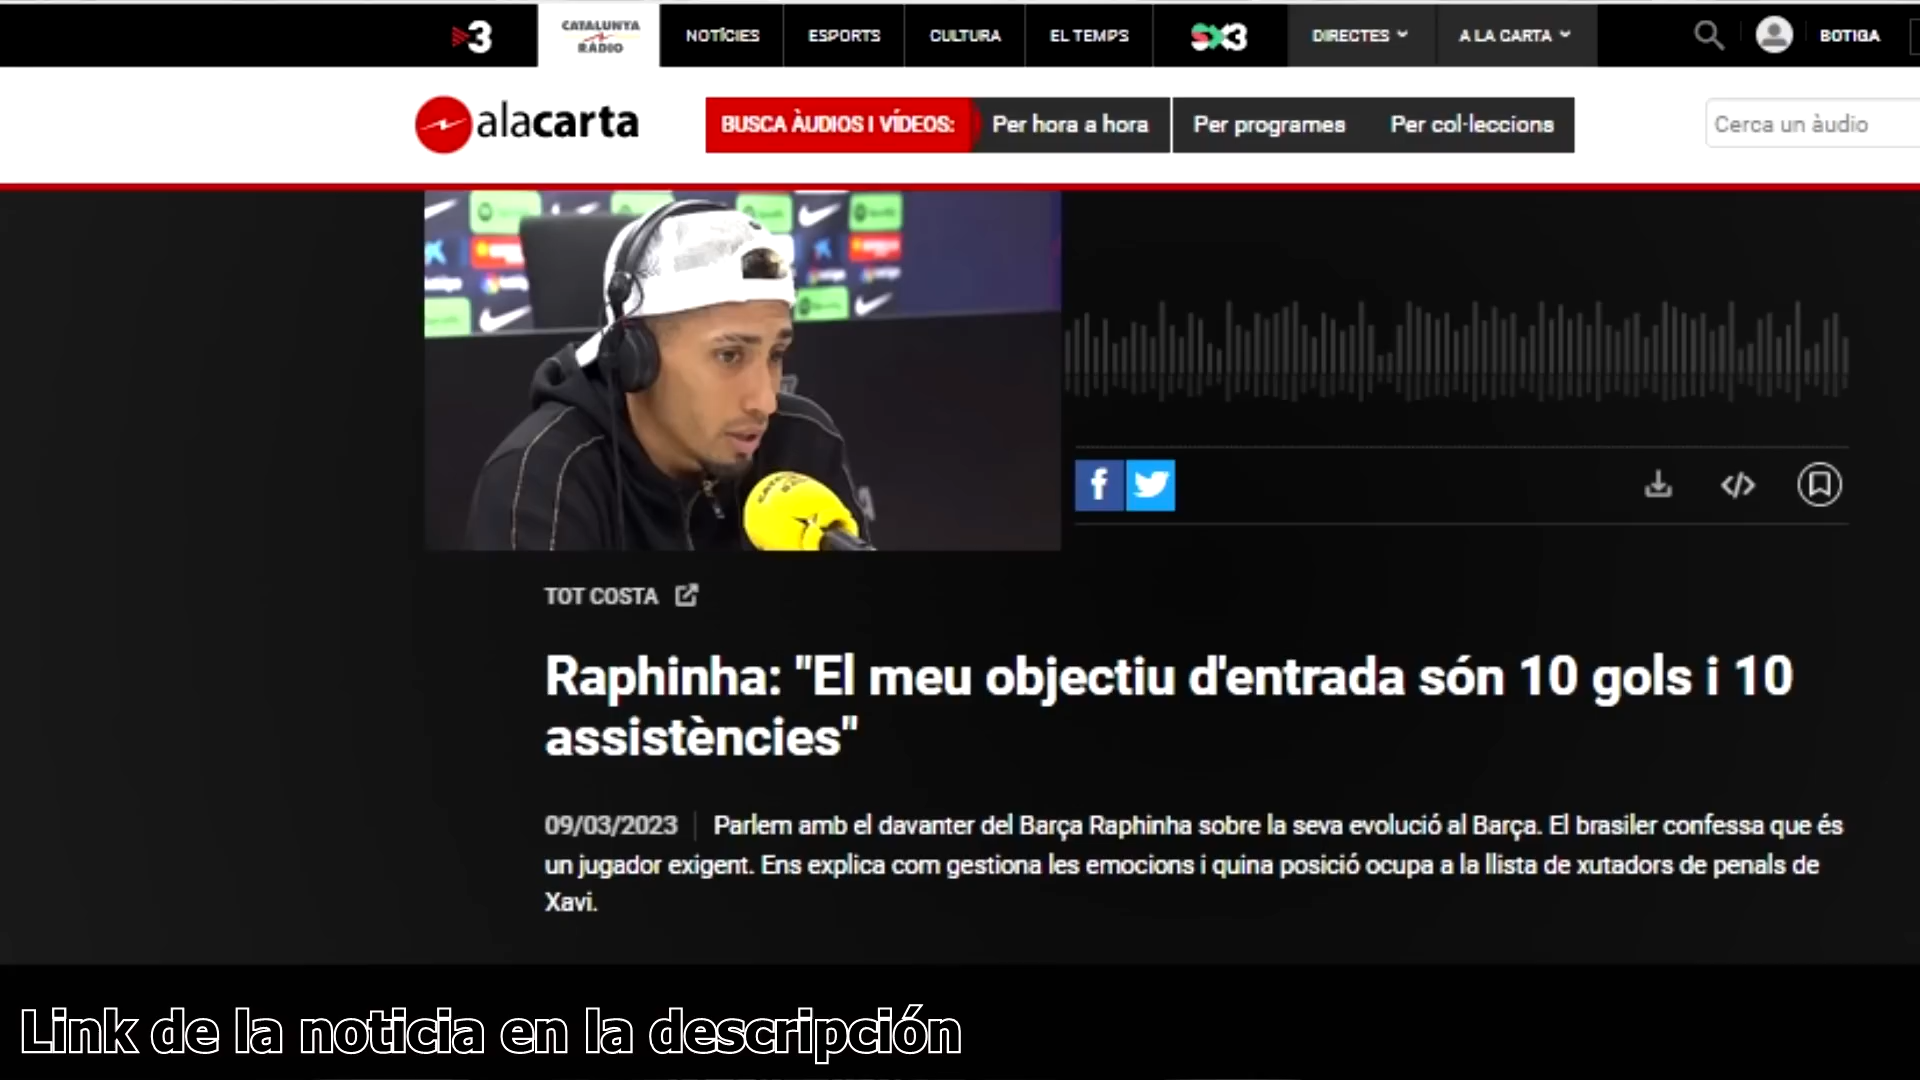 3
CATALUNYA
RÀDIO
NOTÍCIES
ESPORTS
CULTURA
EL TEMPS
SX3
DIRECTES
A LA CARTA
BOTIGA
alacarta
BUSCA ÀUDIOS I VÍDEOS:
Per hora a hora
Per programes
Per col·leccions
Cerca un àudio
TOT COSTA
Raphinha: "El meu objectiu d'entrada són 10 gols i 10
assistències"
09/03/2023
Parlem amb el davanter del Barça Raphinha sobre la seva evolució al Barça. El brasiler confessa que és
un jugador exigent. Ens explica com gestiona les emocions i quina posició ocupa a la llista de xutadors de penals de
Xavi.
Link de la noticia en la descripción